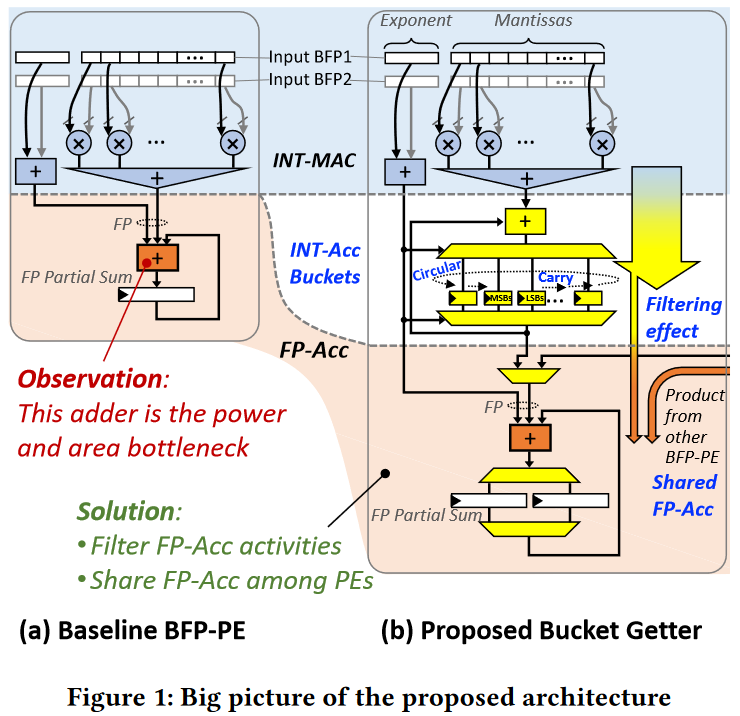 Exponent Mantissas
Input BFP1
Input BFP2
× × ... ×
+ +
INT-MAC
FP
+
FP Partial Sum
INT-Acc
Buckets
FP-Acc
Observation:
This adder is the power
and area bottleneck
Solution:
• Filter FP-Acc activities
• Share FP-Acc among PEs
(a) Baseline BFP-PE
× × ... ×
+ +
+
Circular Carry
MSBs LSBs ...
Filtering
effect
FP
+
Product
from
other
BFP-PE
Shared
FP-Acc
FP Partial Sum
(b) Proposed Bucket Getter
Figure 1: Big picture of the proposed architecture